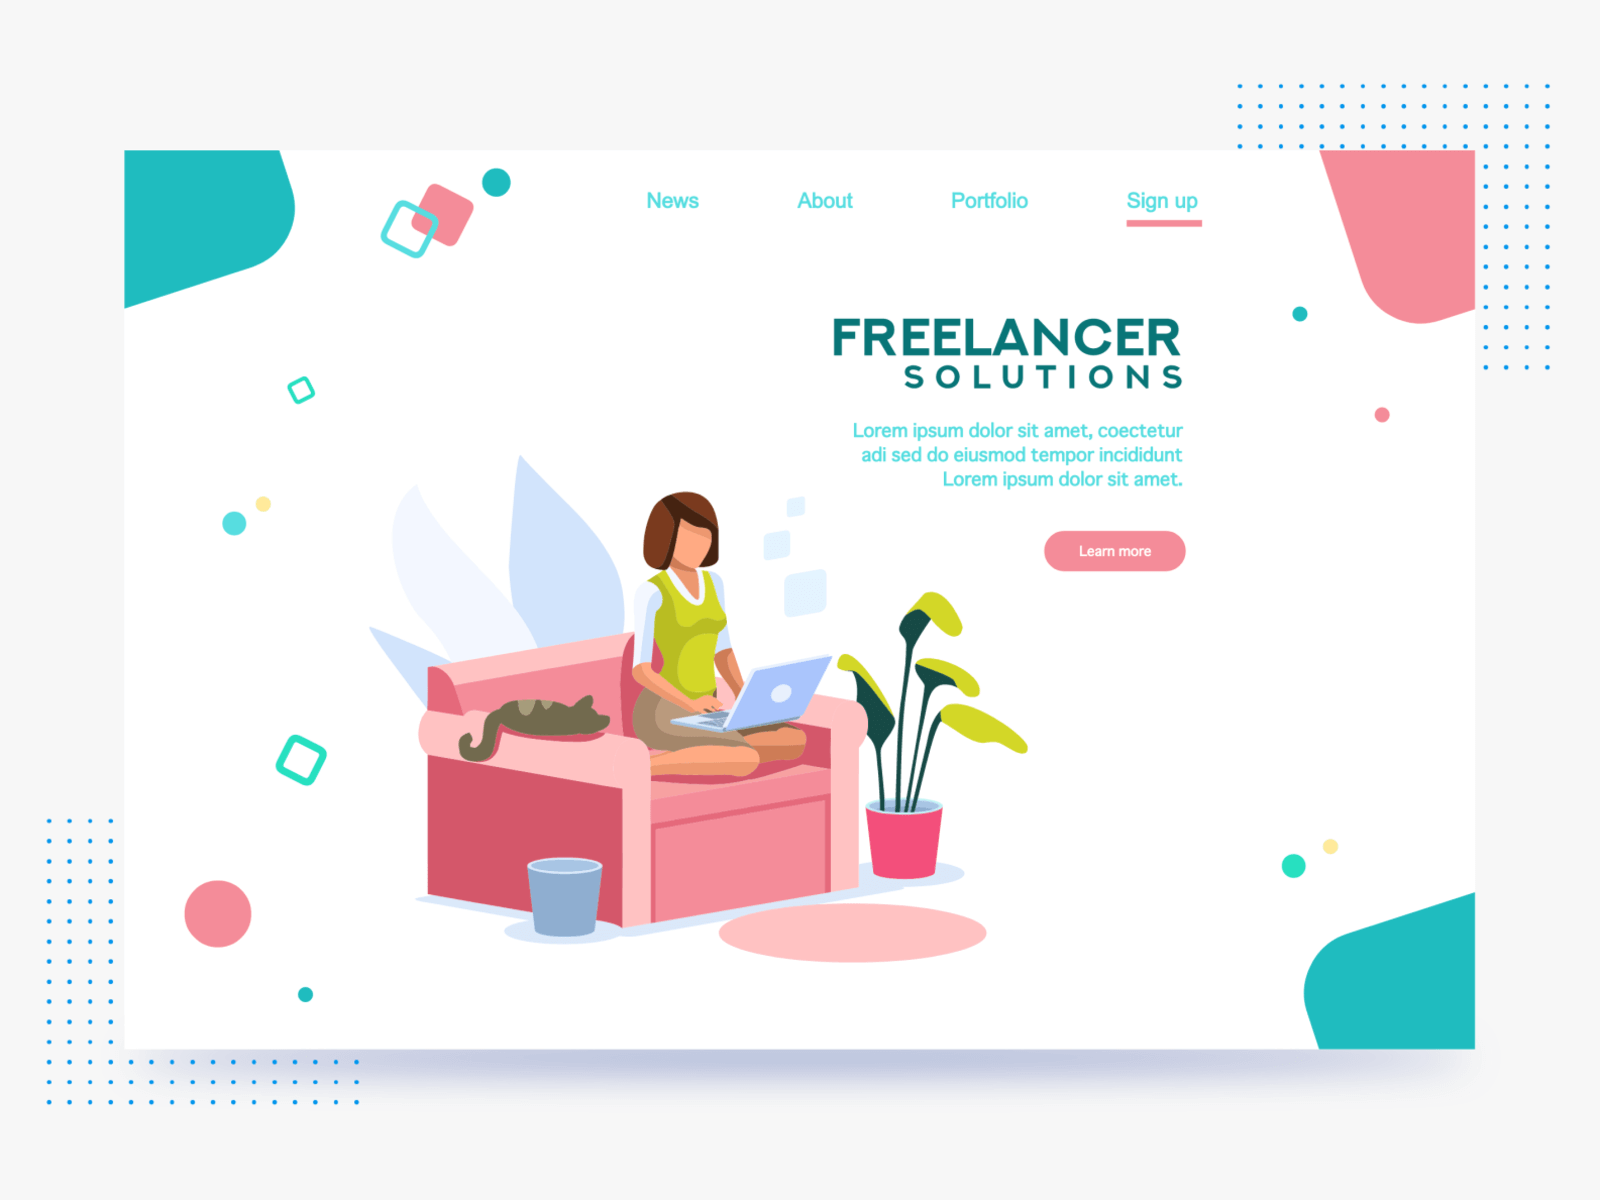 News
About
Portfolio
Sign up
FREELANCER
SOLUTIONS
Lorem ipsum dolor sit amet, coectetur
adi sed do eiusmod tempor incididunt
Lorem ipsum dolor sit amet.
Learn more